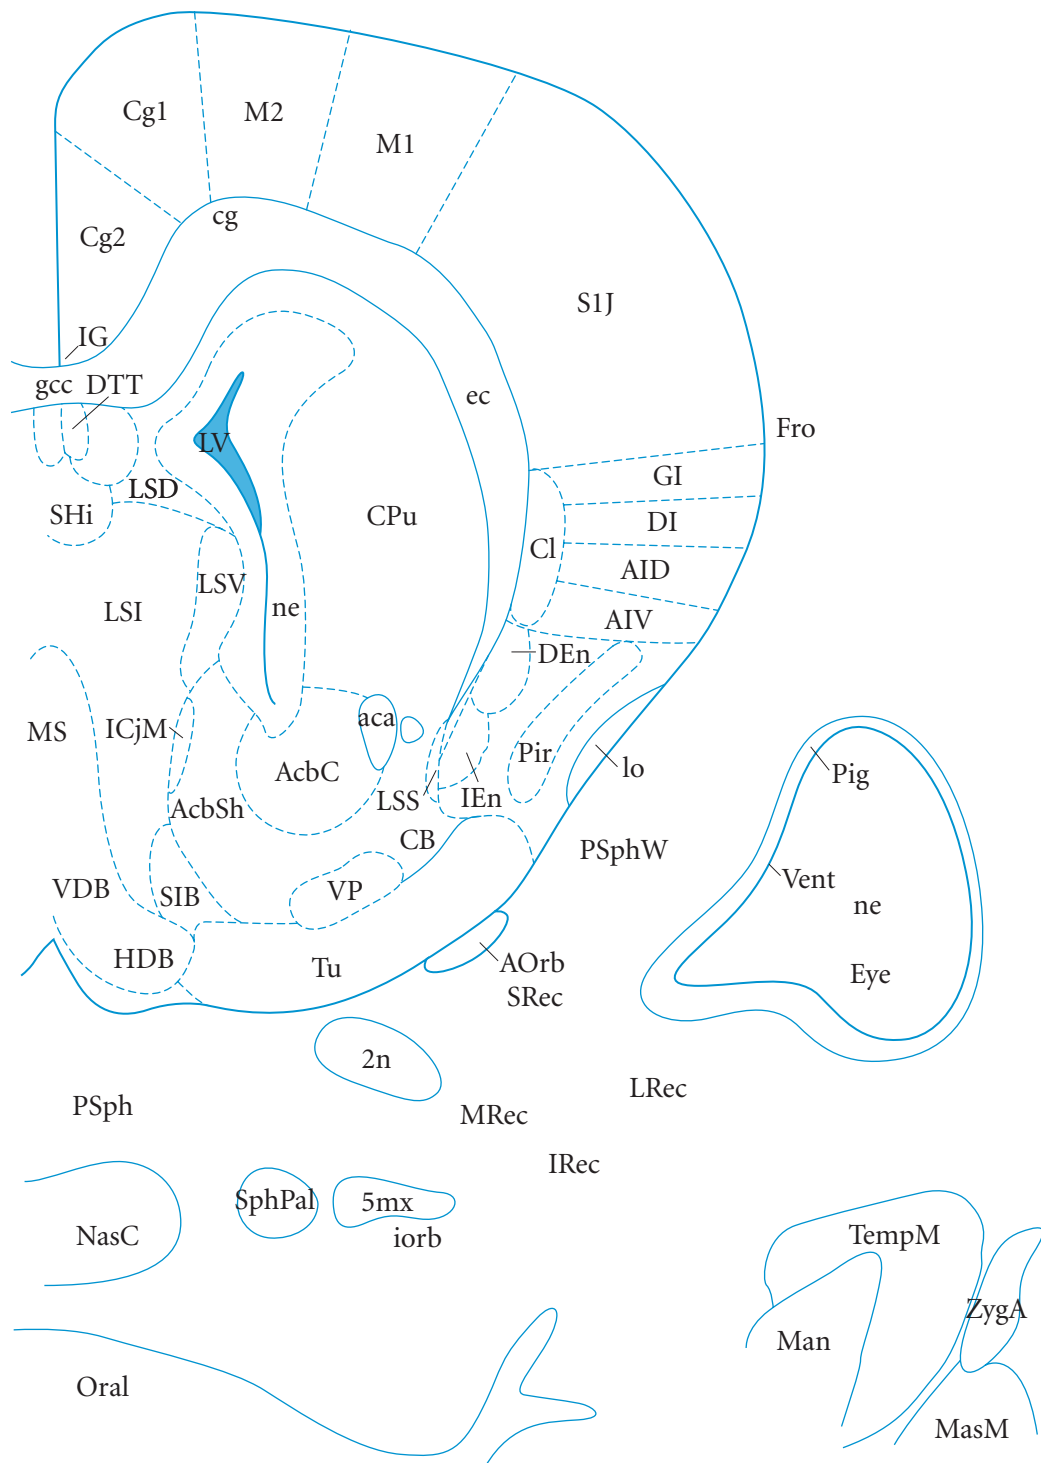 Cg1
M2
M1
cg
Cg2
S1J
IG
gcc
DTT
ec
Fro
LV
GI
LSD
SHi
CPu
DI
Cl
AID
LSV
LSI
ne
AIV
DEn
MS
ICjM
aca
Pir
lo
AcbC
Pig
LSS
IEn
AcbSh
CB
PSphW
VDB
SIB
VP
Vent
ne
HDB
Tu
AOrb
Eye
SRec
2n
LRec
PSph
MRec
IRec
SphPal
5mx
NasC
iorb
TempM
ZygA
Man
Oral
MasM